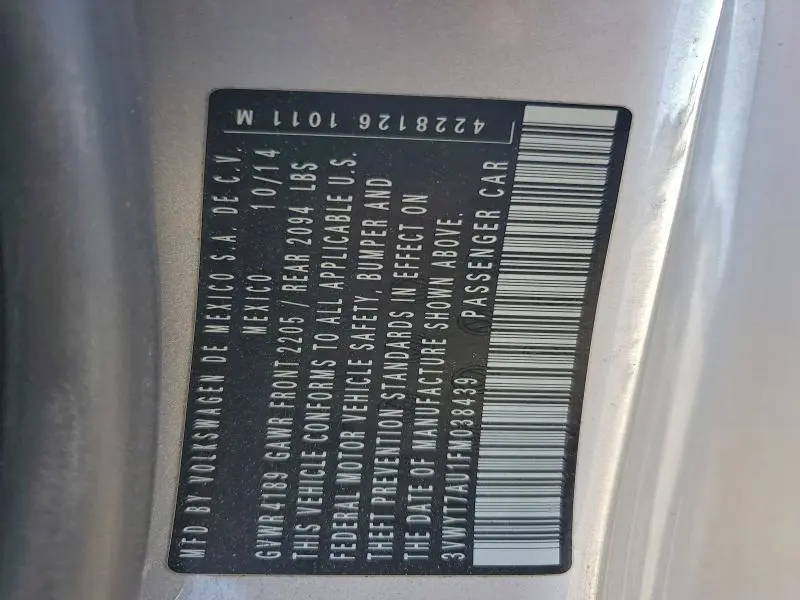 MFD BY VOLKSWAGEN DE MEXICO S.A. DE C.V.
MEXICO 10/14
GVWR 4189 GAWR FRONT 2205 / REAR 2094 LBS
THIS VEHICLE CONFORMS TO ALL APPLICABLE U.S.
FEDERAL MOTOR VEHICLE SAFETY BUMPER AND
THEFT PREVENTION STANDARDS IN EFFECT ON
THE DATE OF MANUFACTURE SHOWN ABOVE.
3VWYT7AU1FM038439 PASSENGER CAR
4228126 1011 M